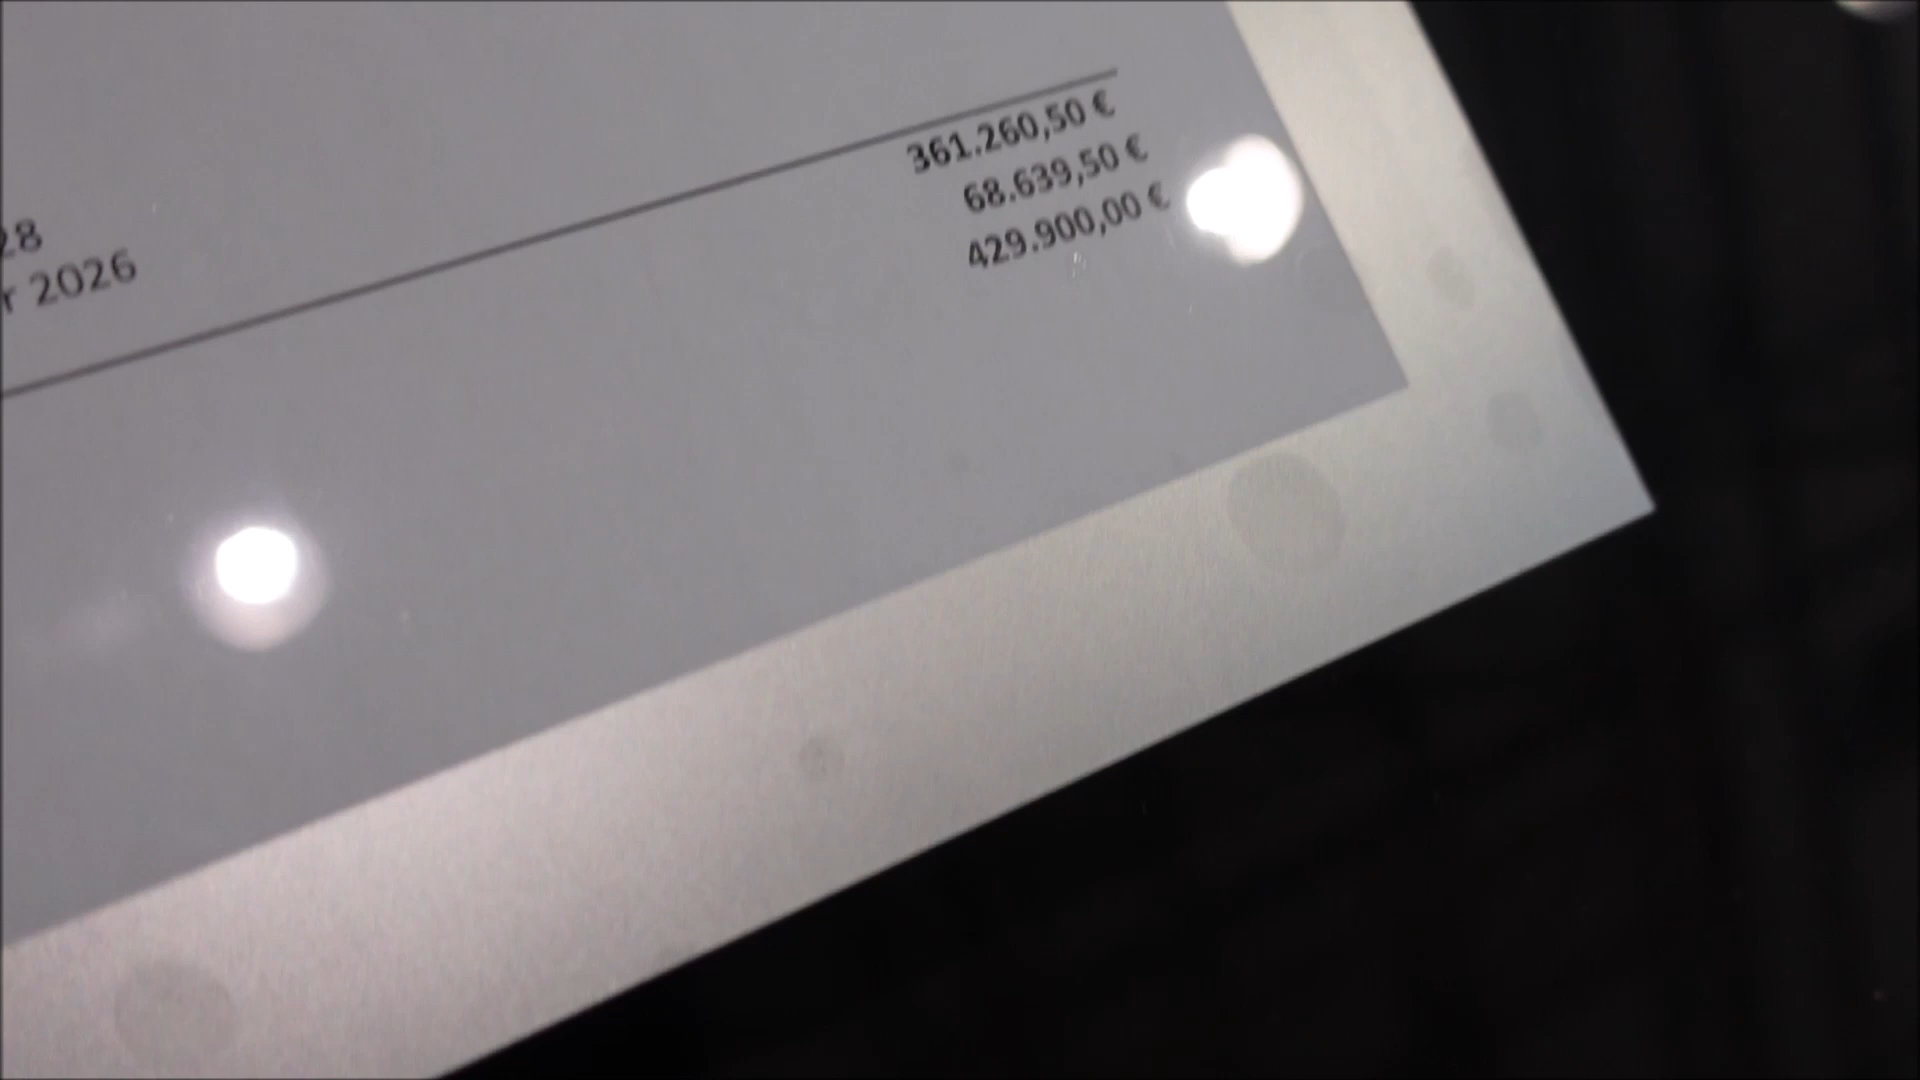 28
r 2026
361.260,50 €
68.639,50 €
429.900,00 €